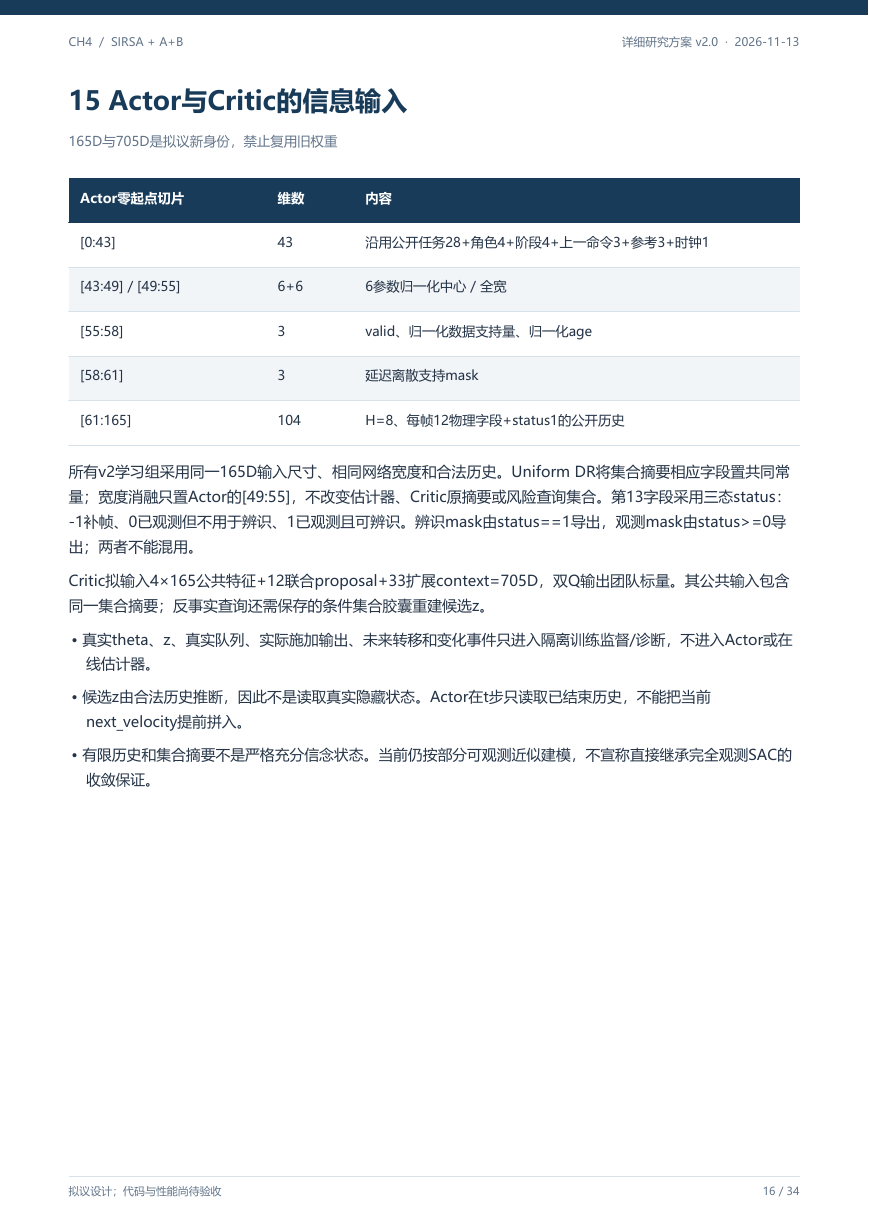 CH4 / SIRSA + A+B
详细研究方案 v2.0 · 2026-11-13
15 Actor与Critic的信息输入
165D与705D是拟议新身份，禁止复用旧权重
Actor零起点切片 维数 内容
[0:43] 43 沿用公开任务28+角色4+阶段4+上一命令3+参考3+时钟1
[43:49] / [49:55] 6+6 6参数归一化中心 / 全宽
[55:58] 3 valid、归一化数据支持量、归一化age
[58:61] 3 延迟离散支持mask
[61:165] 104 H=8、每帧12物理字段+status1的公开历史
所有v2学习组采用同一165D输入尺寸、相同网络宽度和合法历史。Uniform DR将集合摘要相应字段置共同常
量；宽度消融只置Actor的[49:55]，不改变估计器、Critic原摘要或风险查询集合。第13字段采用三态status：
-1补帧、0已观测但不用于辨识、1已观测且可辨识。辨识mask由status==1导出，观测mask由status>=0导
出；两者不能混用。
Critic拟输入4×165公共特征+12联合proposal+33扩展context=705D，双Q输出团队标量。其公共输入包含
同一集合摘要；反事实查询还需保存的条件集合胶囊重建候选z。
• 真实theta、z、真实队列、实际施加输出、未来转移和变化事件只进入隔离训练监督/诊断，不进入Actor或在
线估计器。
• 候选z由合法历史推断，因此不是读取真实隐藏状态。Actor在t步只读取已结束历史，不能把当前
next_velocity提前拼入。
• 有限历史和集合摘要不是严格充分信念状态。当前仍按部分可观测近似建模，不宣称直接继承完全观测SAC的
收敛保证。
拟议设计；代码与性能尚待验收
16 / 34